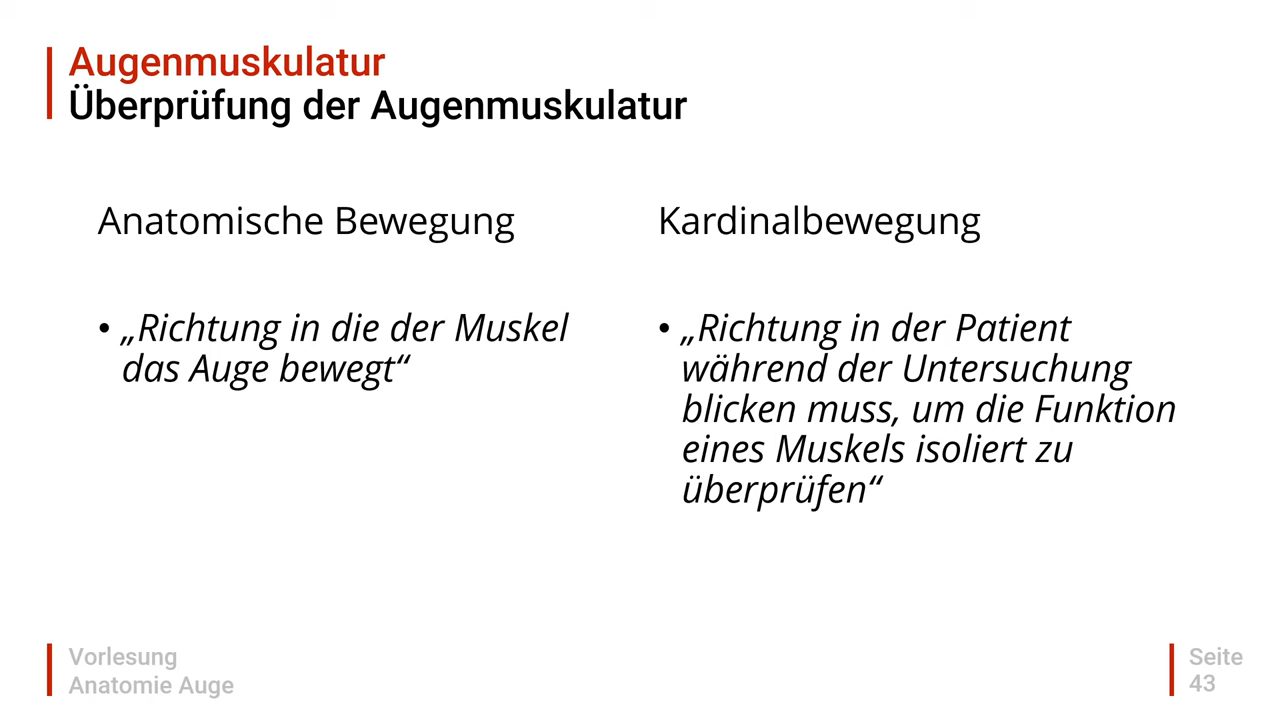 Augenmuskulatur
Überprüfung der Augenmuskulatur
Anatomische Bewegung
• „Richtung in die der Muskel
das Auge bewegt“
Kardinalbewegung
• „Richtung in der Patient
während der Untersuchung
blicken muss, um die Funktion
eines Muskels isoliert zu
überprüfen“
Vorlesung
Anatomie Auge
Seite
43